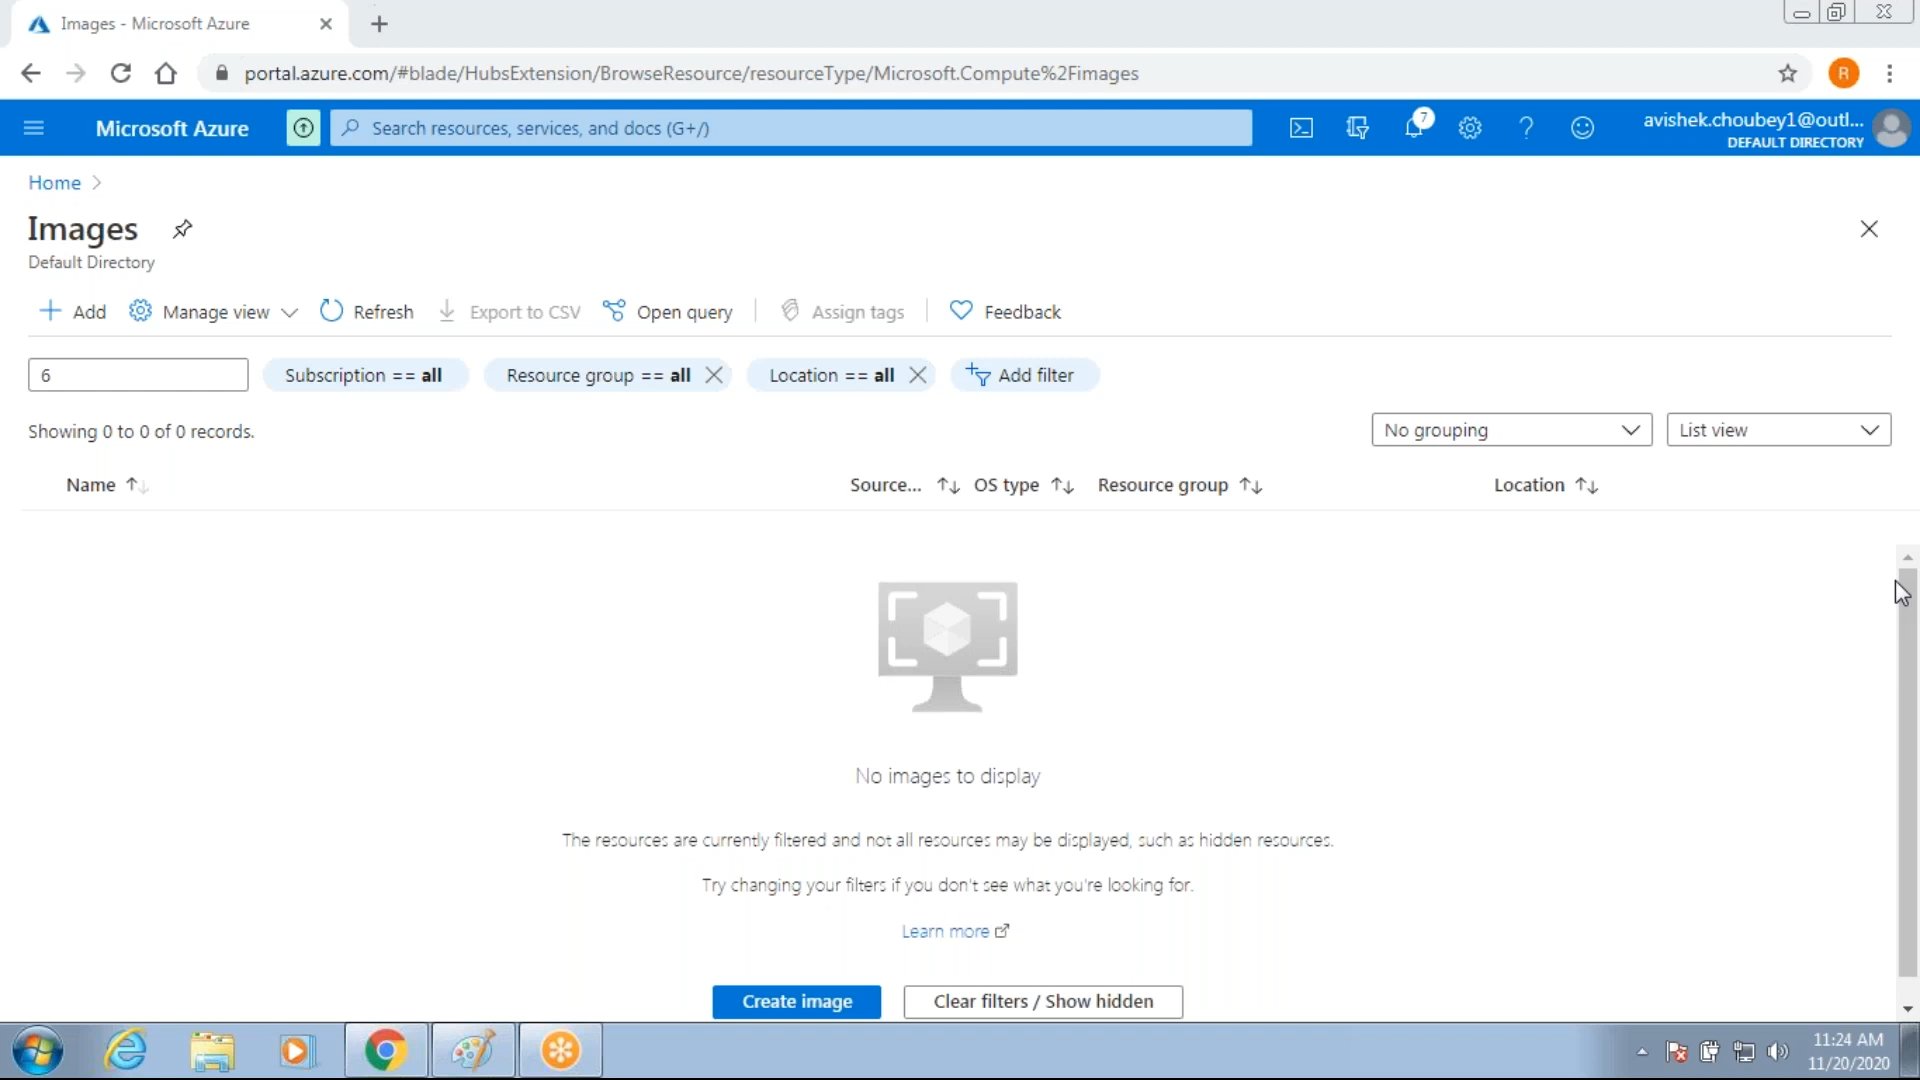 Images - Microsoft Azure
portal.azure.com/#blade/HubsExtension/BrowseResource/resourceType/Microsoft.Compute%2Fimages
R
Microsoft Azure
Search resources, services, and docs (G+/)
7
avishek.choubey1@outl...
DEFAULT DIRECTORY
Home
Images
Default Directory
Add
Manage view
Refresh
Export to CSV
Open query
Assign tags
Feedback
6
Subscription == all
Resource group == all
Location == all
Add filter
Showing 0 to 0 of 0 records.
No grouping
List view
Name
Source...
OS type
Resource group
Location
No images to display
The resources are currently filtered and not all resources may be displayed, such as hidden resources.
Try changing your filters if you don't see what you're looking for.
Learn more
Create image
Clear filters / Show hidden
11:24 AM
11/20/2020